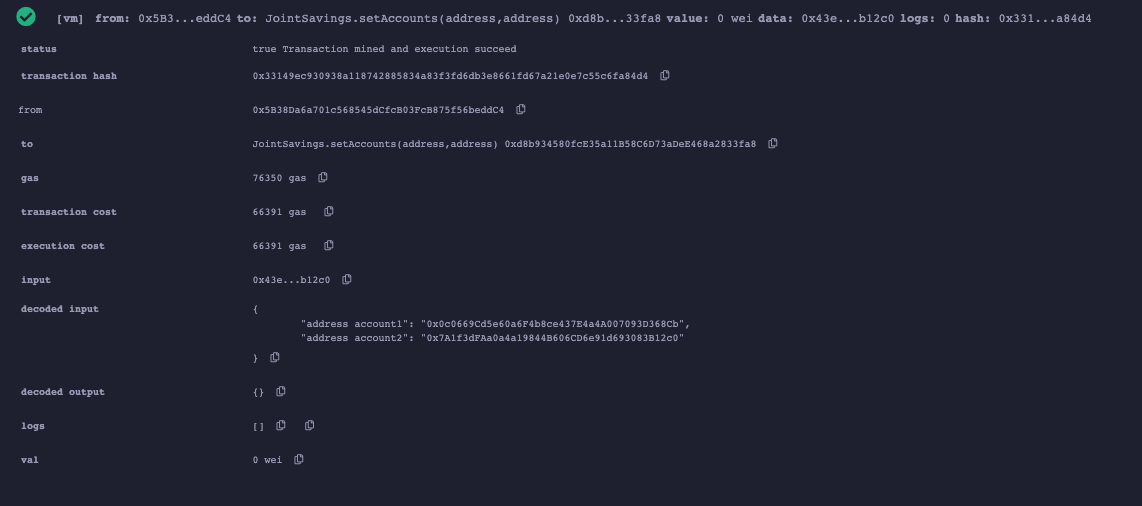 [vm] from: 0x5B3...eddC4 to: JointSavings.setAccounts(address,address) 0xd8b...33fa8 value: 0 wei data: 0x43e...b12c0 logs: 0 hash: 0x331...a84d4
status true Transaction mined and execution succeed
transaction hash 0x33149ec930938a118742885834a83f3fd6db3e8661fd67a21e0e7c55c6fa84d4
from 0x5B38Da6a701c568545dCfcB03FcB875f56beddC4
to JointSavings.setAccounts(address,address) 0xd8b934580fcE35a11B58C6D73aDeE468a2833fa8
gas 76350 gas
transaction cost 66391 gas
execution cost 66391 gas
input 0x43e...b12c0
decoded input {
"address account1": "0x0c0669Cd5e60a6F4b8ce437E4a4A007093D368Cb",
"address account2": "0x7A1f3dFAa0a4a19844B606CD6e91d693083B12c0"
}
decoded output {}
logs []
val 0 wei